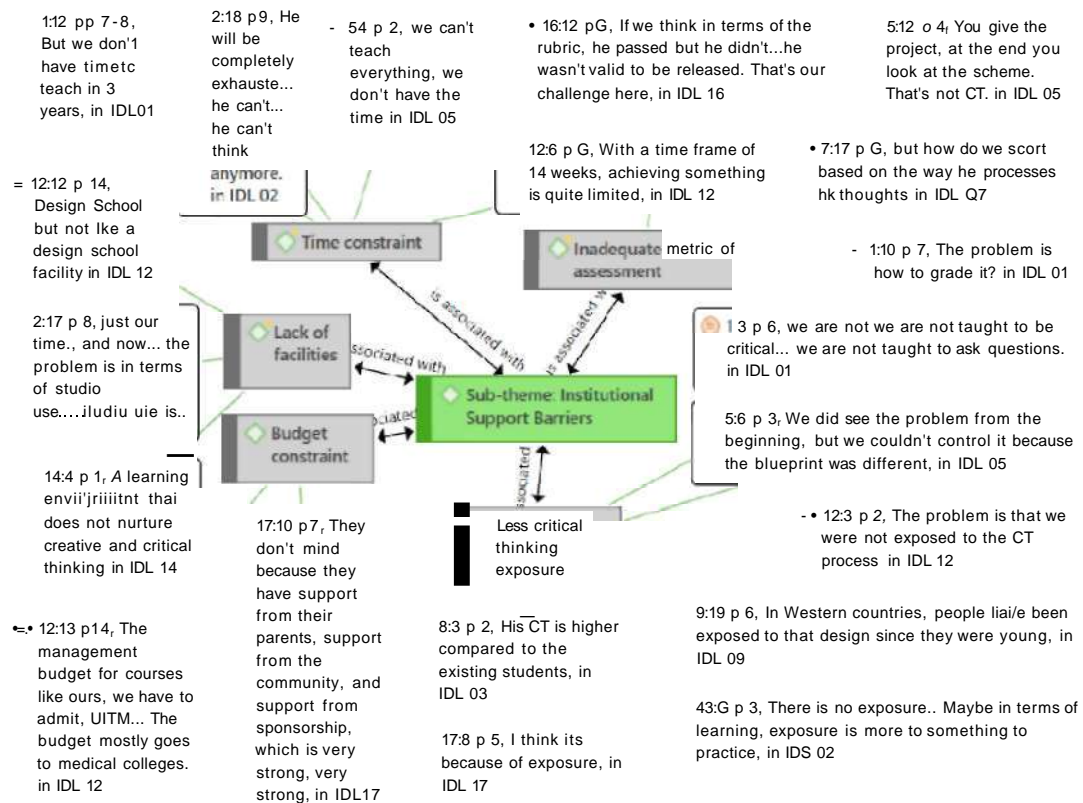 1:12 pp 7-8,
But we don'1
have timetc
teach in 3
years, in IDL01
2:18 p9, He
will be
completely
exhauste...
he can't...
he can't
think
anymore.
in IDL 02
- 54 p 2, we can't
teach
everything, we
don't have the
time in IDL 05
• 16:12 pG, If we think in terms of the
rubric, he passed but he didn't...he
wasn't valid to be released. That's our
challenge here, in IDL 16
5:12 o 4, You give the
project, at the end you
look at the scheme.
That's not CT. in IDL 05
12:6 p G, With a time frame of
14 weeks, achieving something
is quite limited, in IDL 12
• 7:17 p G, but how do we scort
based on the way he processes
hk thoughts in IDL Q7
= 12:12 p 14,
Design School
but not Ike a
design school
facility in IDL 12
Time constraint
Inadequate metric of
assessment
- 1:10 p 7, The problem is
how to grade it? in IDL 01
is associated with
is associated w
2:17 p 8, just our
time., and now... the
problem is in terms
of studio
use.....iludiu uie is..
Lack of
facilities
ssociated with
1 3 p 6, we are not we are not taught to be
critical... we are not taught to ask questions.
in IDL 01
Sub-theme: Institutional
Support Barriers
Budget
constraint
ociated
5:6 p 3, We did see the problem from the
beginning, but we couldn't control it because
the blueprint was different, in IDL 05
ssociated
14:4 p 1, A learning
envii'jriiiiitnt thai
does not nurture
creative and critical
thinking in IDL 14
17:10 p7, They
don't mind
because they
have support
from their
parents, support
from the
community, and
support from
sponsorship,
which is very
strong, very
strong, in IDL17
Less critical
thinking
exposure
- • 12:3 p 2, The problem is that we
were not exposed to the CT
process in IDL 12
•=.• 12:13 p14, The
management
budget for courses
like ours, we have to
admit, UITM... The
budget mostly goes
to medical colleges.
in IDL 12
8:3 p 2, His CT is higher
compared to the
existing students, in
IDL 03
9:19 p 6, In Western countries, people liai/e been
exposed to that design since they were young, in
IDL 09
17:8 p 5, I think its
because of exposure, in
IDL 17
43:G p 3, There is no exposure.. Maybe in terms of
learning, exposure is more to something to
practice, in IDS 02